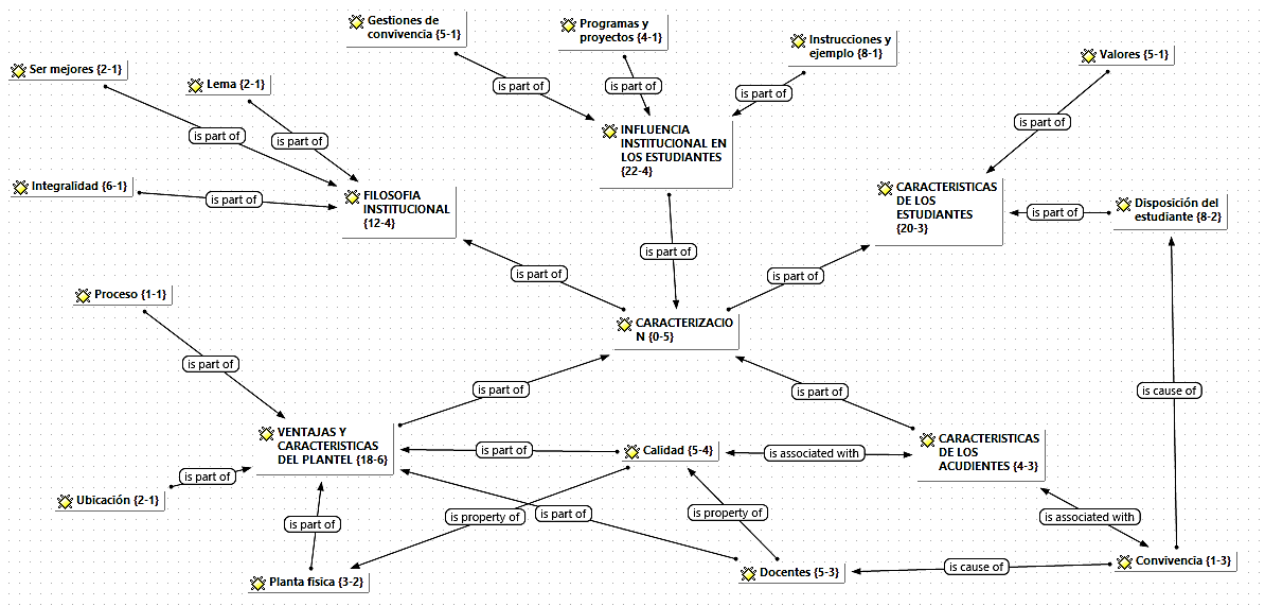 Gestiones de
convivencia {5-1}
Programas y
proyectos {4-1}
Instrucciones y
ejemplo {8-1}
Valores {5-1}
Ser mejores {2-1}
Lema {2-1}
is part of
is part of
is part of
is part of
is part of
is part of
INFLUENCIA
INSTITUCIONAL EN
LOS ESTUDIANTES
{22-4}
Integralidad {6-1}
is part of
FILOSOFIA
INSTITUCIONAL
{12-4}
CARACTERISTICAS
DE LOS
ESTUDIANTES
{20-3}
is part of
Disposición del
estudiante {8-2}
is part of
is part of
is part of
Proceso {1-1}
CARACTERIZACIO
N {0-5}
is part of
is part of
is part of
is cause of
VENTAJAS Y
CARACTERISTICAS
DEL PLANTEL {18-6}
is part of
Calidad {5-4}
is associated with
CARACTERISTICAS
DE LOS
ACUDIENTES {4-3}
is part of
Ubicación {2-1}
is part of
is property of
is part of
is property of
is associated with
Planta fisica {3-2}
Docentes {5-3}
is cause of
Convivencia {1-3}